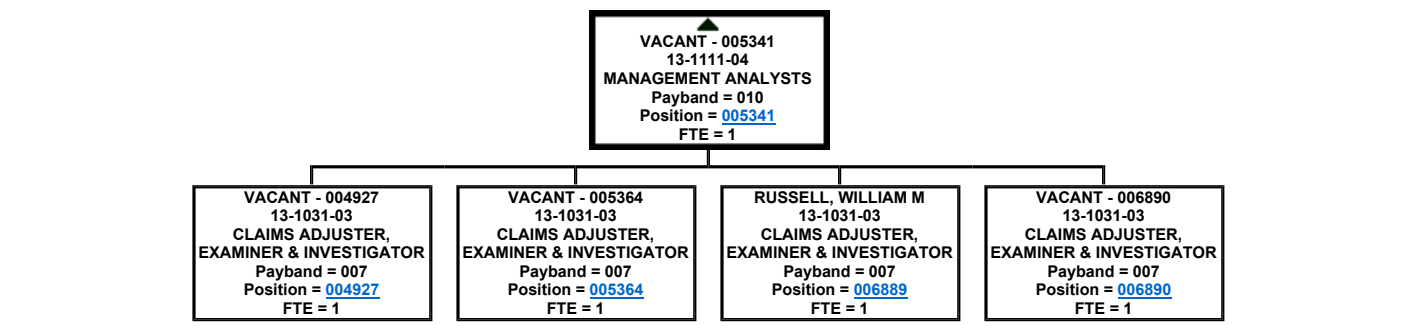 VACANT - 005341
13-1111-04
MANAGEMENT ANALYSTS
Payband = 010
Position = 005341
FTE = 1
VACANT - 004927
13-1031-03
CLAIMS ADJUSTER,
EXAMINER & INVESTIGATOR
Payband = 007
Position = 004927
FTE = 1
VACANT - 005364
13-1031-03
CLAIMS ADJUSTER,
EXAMINER & INVESTIGATOR
Payband = 007
Position = 005364
FTE = 1
RUSSELL, WILLIAM M
13-1031-03
CLAIMS ADJUSTER,
EXAMINER & INVESTIGATOR
Payband = 007
Position = 006889
FTE = 1
VACANT - 006890
13-1031-03
CLAIMS ADJUSTER,
EXAMINER & INVESTIGATOR
Payband = 007
Position = 006890
FTE = 1